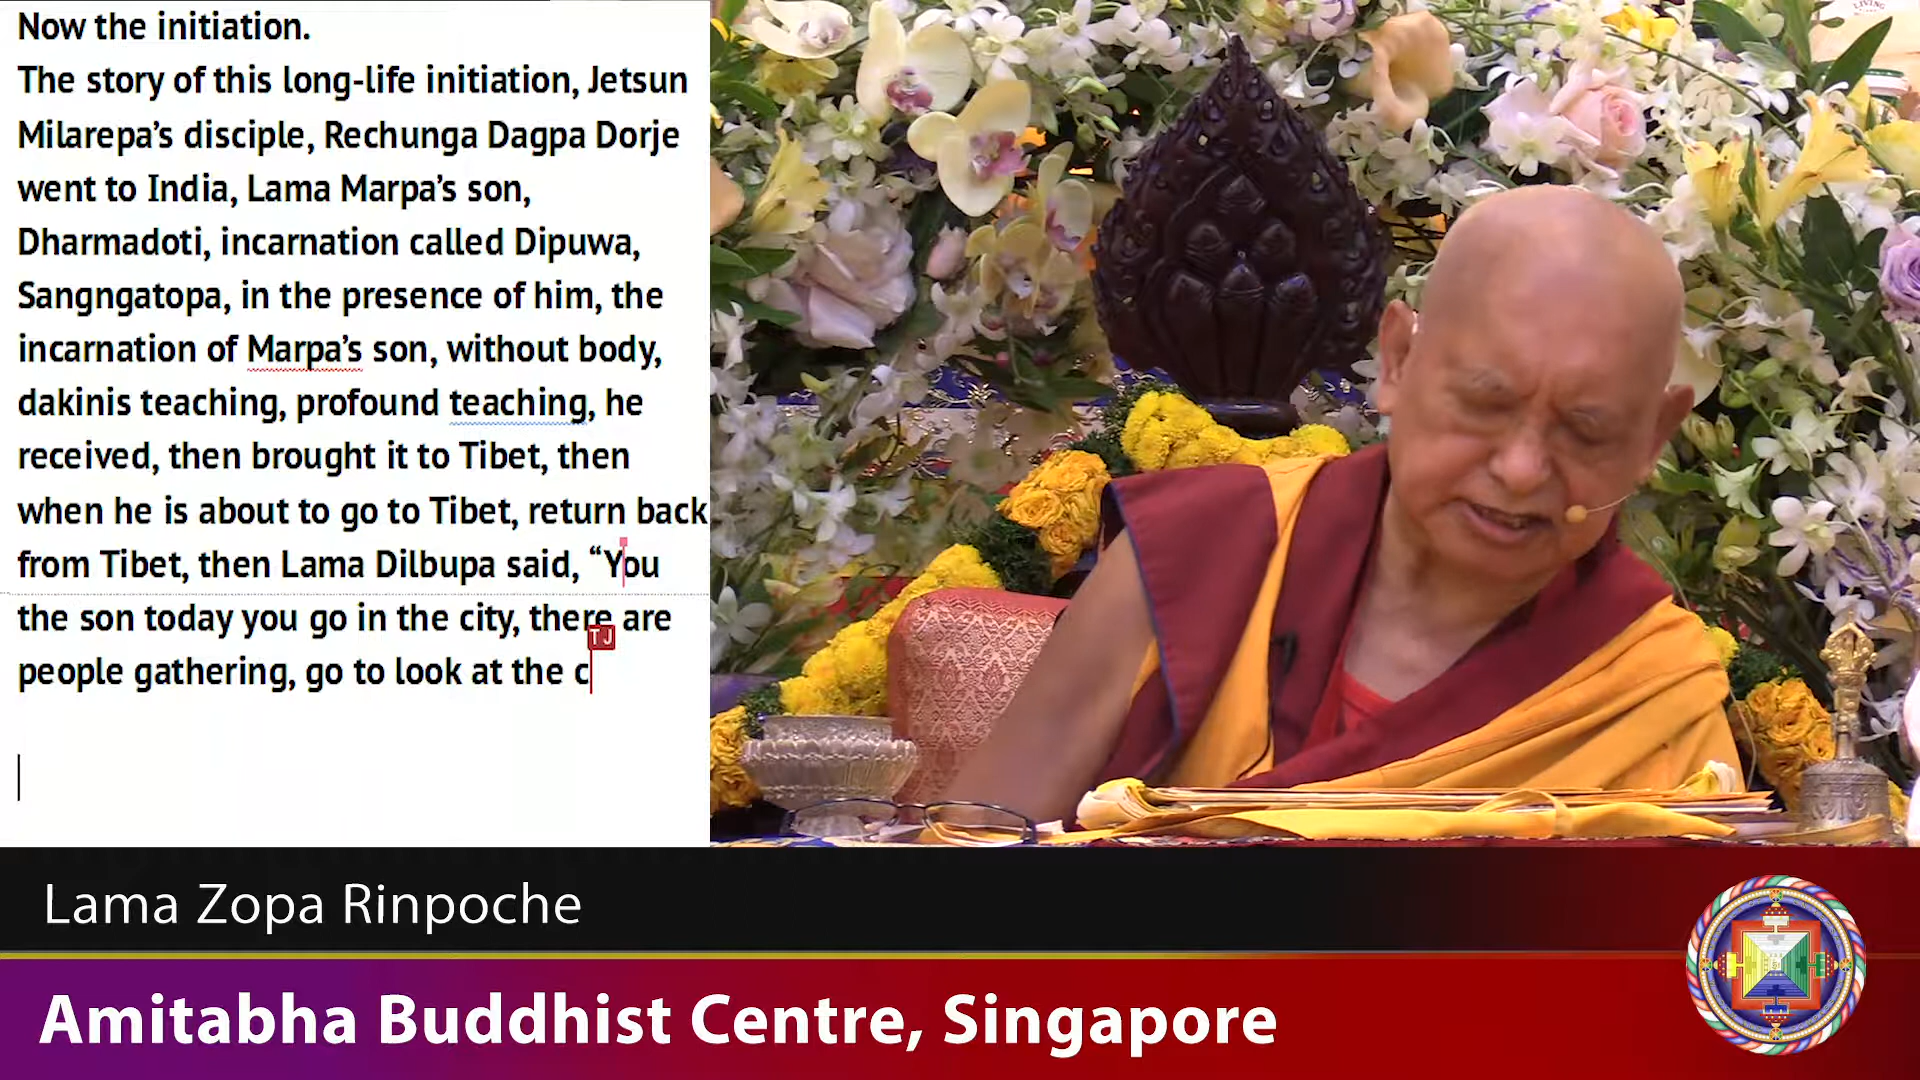 Now the initiation.
The story of this long-life initiation, Jetsun
Milarepa’s disciple, Rechunga Dagpa Dorje
went to India, Lama Marpa’s son,
Dharmadoti, incarnation called Dipuwa,
Sangngatopa, in the presence of him, the
incarnation of Marpa’s son, without body,
dakinis teaching, profound teaching, he
received, then brought it to Tibet, then
when he is about to go to Tibet, return back
from Tibet, then Lama Dilbupa said, “You
the son today you go in the city, there are
TJ
people gathering, go to look at the c
LIVING
Lama Zopa Rinpoche
Amitabha Buddhist Centre, Singapore